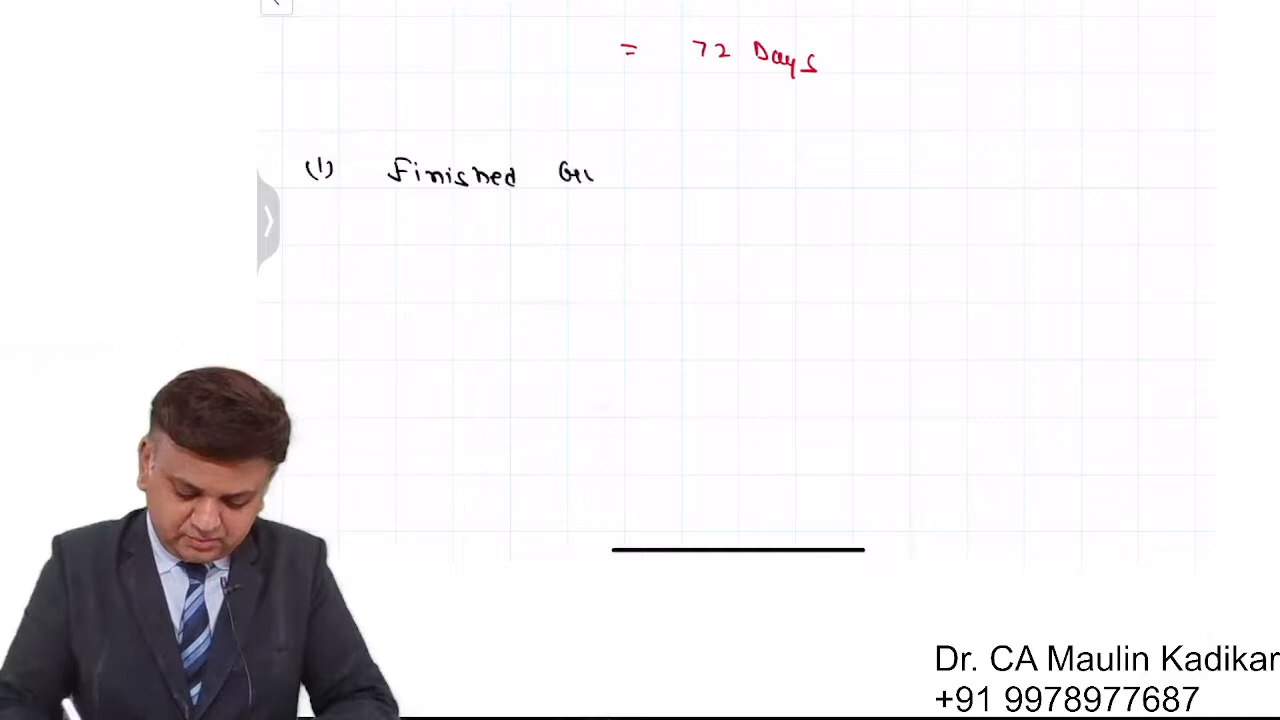 = 72 Days
(1) Finished
Dr. CA Maulin Kadikar
+91 9978977687